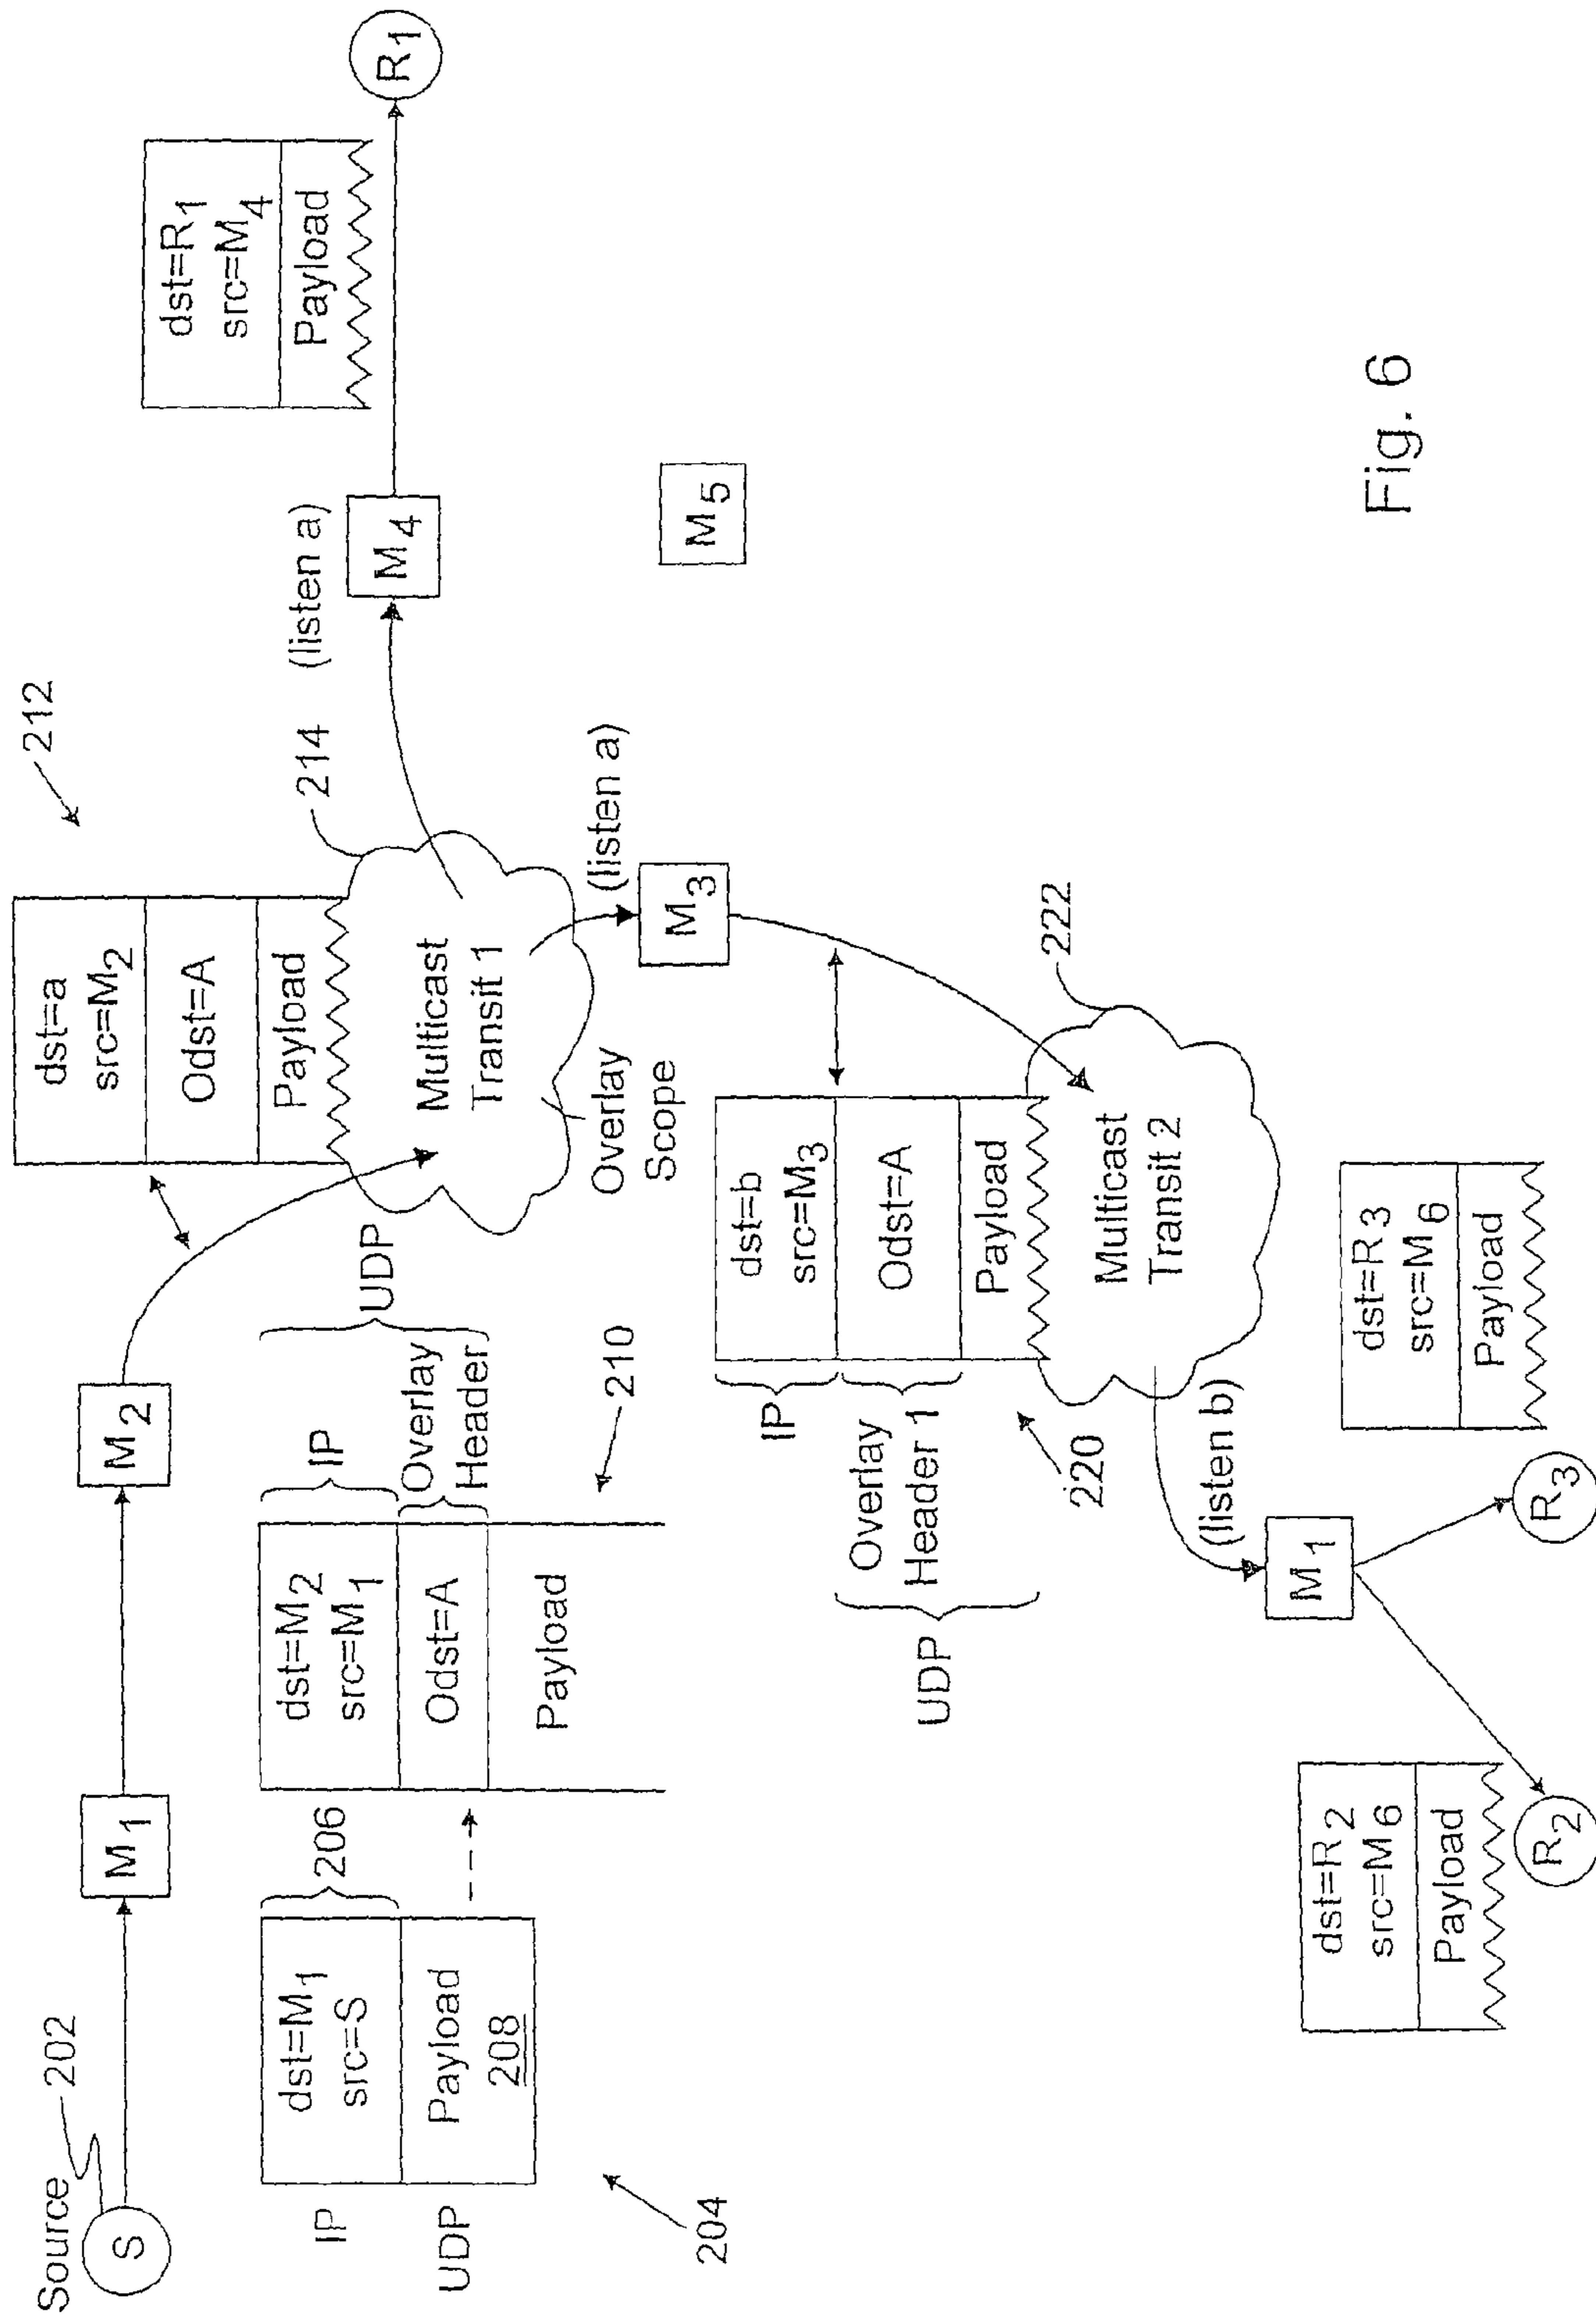 Source
202
S
M1
M2
IP
UDP
dst=M1
src=S
Payload
208
206
204
dst=M2
src=M1
Odst=A
Payload
IP
Overlay
Header
UDP
210
dst=a
src=M2
Odst=A
Payload
212
Multicast
Transit 1
214
Overlay
Scope
(listen a)
M4
dst=R1
src=M4
Payload
R1
(listen a)
M3
M5
IP
Overlay
Header 1
UDP
dst=b
src=M3
Odst=A
Payload
220
Multicast
Transit 2
222
(listen b)
M1
dst=R2
src=M6
Payload
R2
dst=R3
src=M6
Payload
R3
Fig. 6